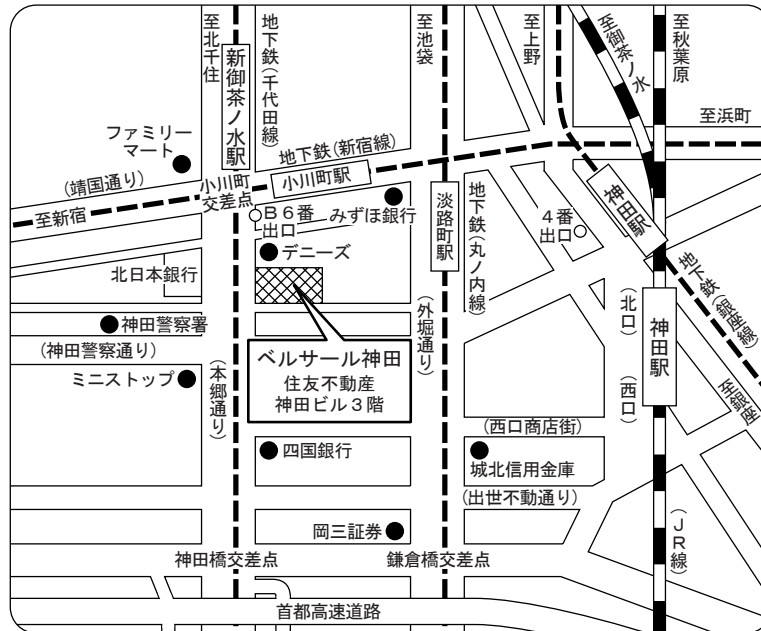 至北千住
地下鉄(千代田線)
至池袋
至上野
至御茶ノ水
至秋葉原
新御茶ノ水駅
至浜町
ファミリー
マート
地下鉄(新宿線)
(靖国通り)
小川町
交差点
小川町駅
至新宿
B6番
出口
みずほ銀行
淡路町駅
地下鉄(丸ノ内線)
4番
出口
神田駅
デニーズ
北日本銀行
地下鉄(銀座線)
(北口)
神田駅
(外堀通り)
神田警察署
(神田警察通り)
ベルサール神田
住友不動産
神田ビル3階
ミニストップ
(本郷通り)
(西口)
至銀座
(西口商店街)
四国銀行
城北信用金庫
(出世不動通り)
岡三証券
(JR線)
神田橋交差点
鎌倉橋交差点
首都高速道路